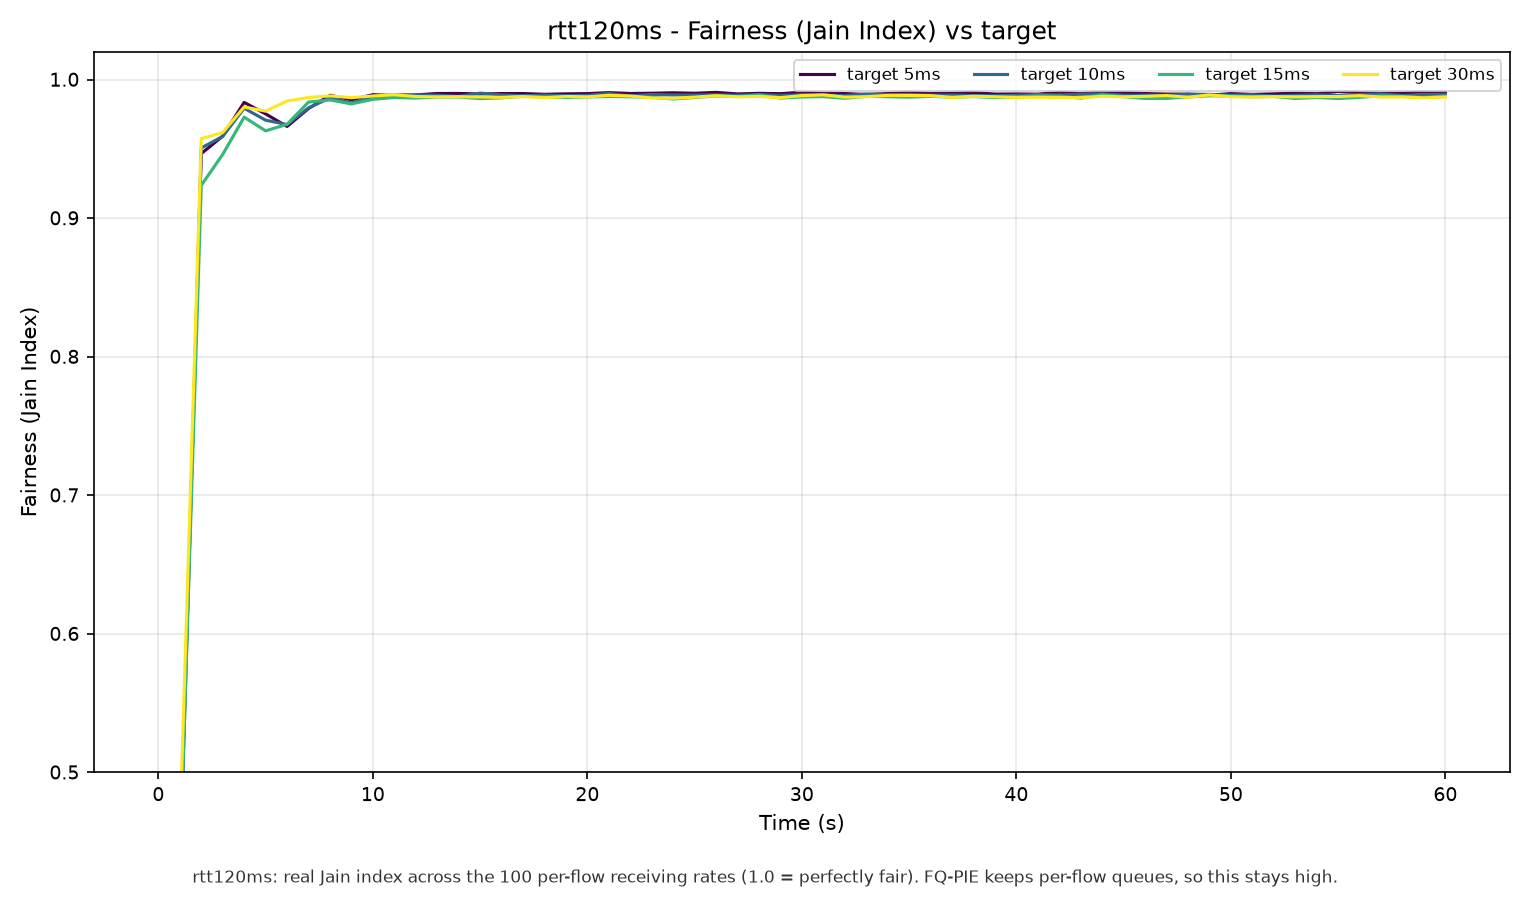 rtt120ms - Fairness (Jain Index) vs target
target 5ms target 10ms target 15ms target 30ms
1.0
0.9
0.8
0.7
0.6
0.5
Fairness (Jain Index)
0 10 20 30 40 50 60
Time (s)
rtt120ms: real Jain index across the 100 per-flow receiving rates (1.0 = perfectly fair). FQ-PIE keeps per-flow queues, so this stays high.